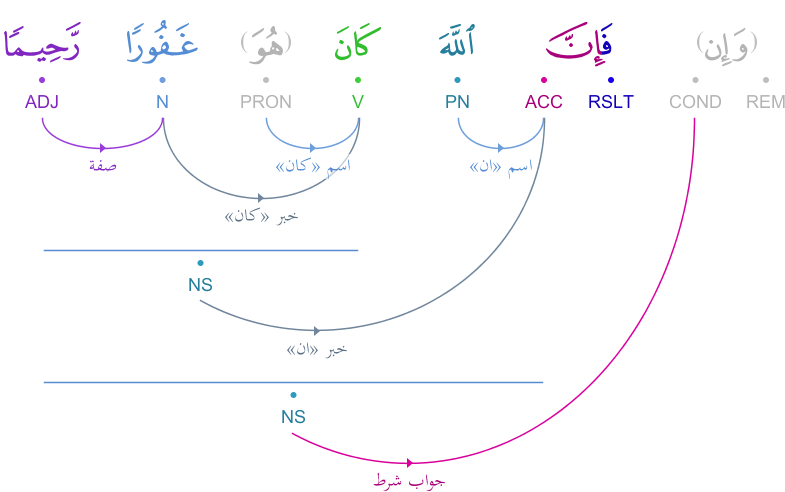 (وَإِن) فَإِنَّ ٱللَّهَ كَانَ (هُوَ) غَفُورًا رَّحِيمًا
REM COND RSLT ACC PN V PRON N ADJ
اسم «ان» اسم «كان» صفة
خبر «كان»
NS
خبر «ان»
NS
جواب شرط